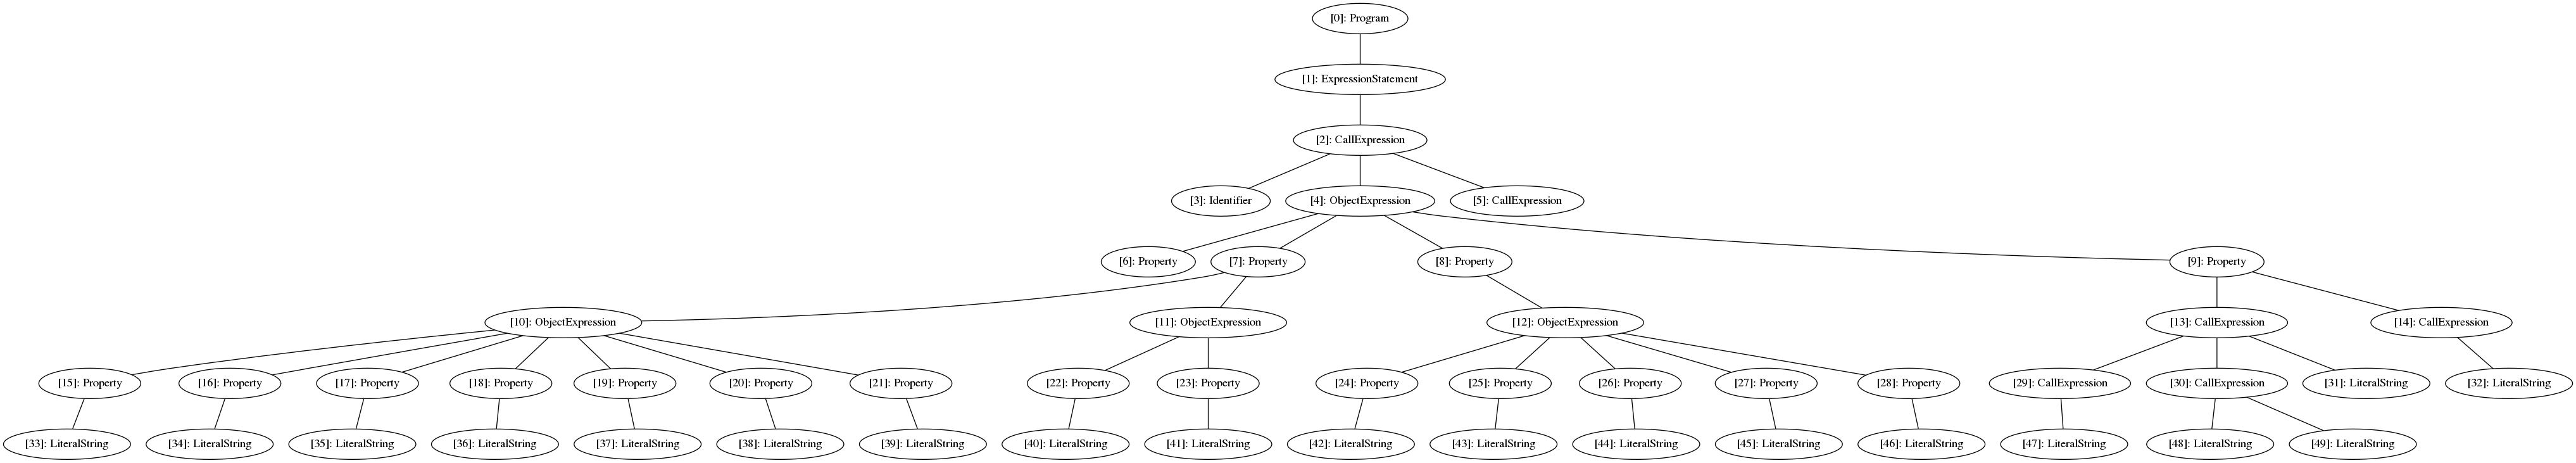 [0]: Program
[1]: ExpressionStatement
[2]: CallExpression
[3]: Identifier
[4]: ObjectExpression
[5]: CallExpression
[6]: Property
[7]: Property
[8]: Property
[9]: Property
[10]: ObjectExpression
[11]: ObjectExpression
[12]: ObjectExpression
[13]: CallExpression
[14]: CallExpression
[15]: Property
[16]: Property
[17]: Property
[18]: Property
[19]: Property
[20]: Property
[21]: Property
[22]: Property
[23]: Property
[24]: Property
[25]: Property
[26]: Property
[27]: Property
[28]: Property
[29]: CallExpression
[30]: CallExpression
[31]: LiteralString
[32]: LiteralString
[33]: LiteralString
[34]: LiteralString
[35]: LiteralString
[36]: LiteralString
[37]: LiteralString
[38]: LiteralString
[39]: LiteralString
[40]: LiteralString
[41]: LiteralString
[42]: LiteralString
[43]: LiteralString
[44]: LiteralString
[45]: LiteralString
[46]: LiteralString
[47]: LiteralString
[48]: LiteralString
[49]: LiteralString